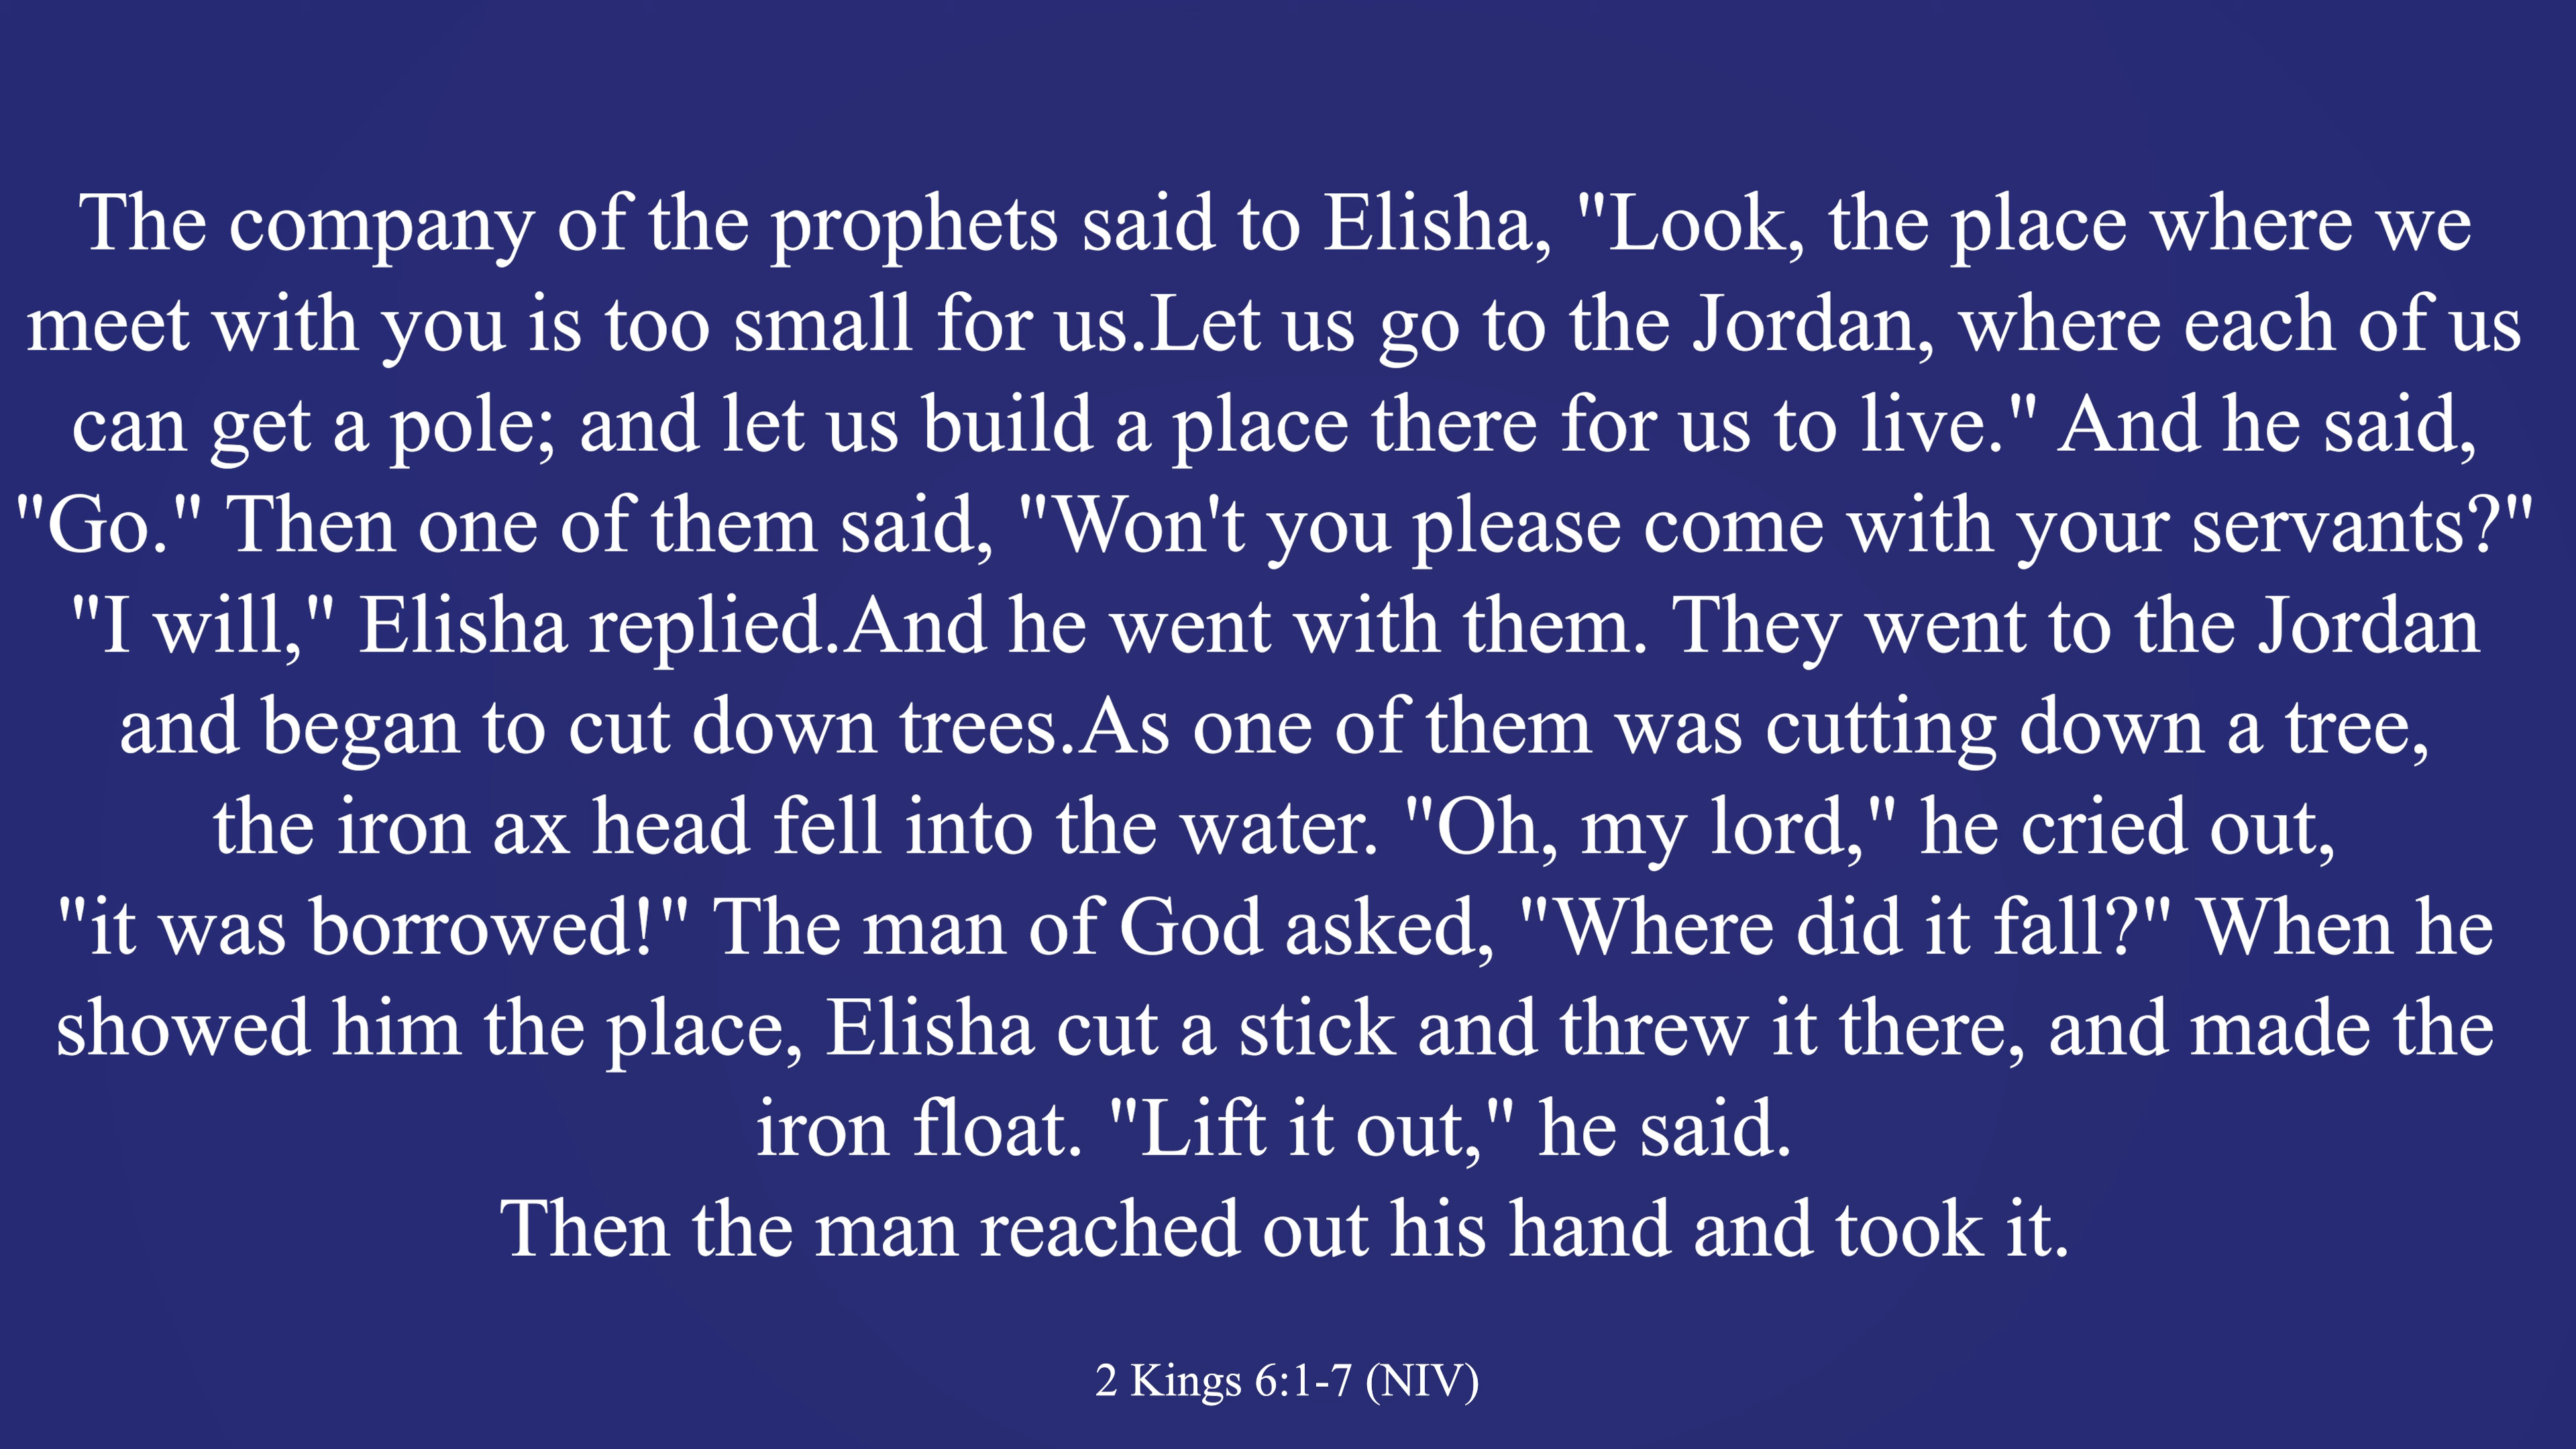 The company of the prophets said to Elisha, "Look, the place where we
meet with you is too small for us.Let us go to the Jordan, where each of us
can get a pole; and let us build a place there for us to live." And he said,
"Go." Then one of them said, "Won't you please come with your servants?"
"I will," Elisha replied.And he went with them. They went to the Jordan
and began to cut down trees.As one of them was cutting down a tree,
the iron ax head fell into the water. "Oh, my lord," he cried out,
"it was borrowed!" The man of God asked, "Where did it fall?" When he
showed him the place, Elisha cut a stick and threw it there, and made the
iron float. "Lift it out," he said.
Then the man reached out his hand and took it.
2 Kings 6:1-7 (NIV)